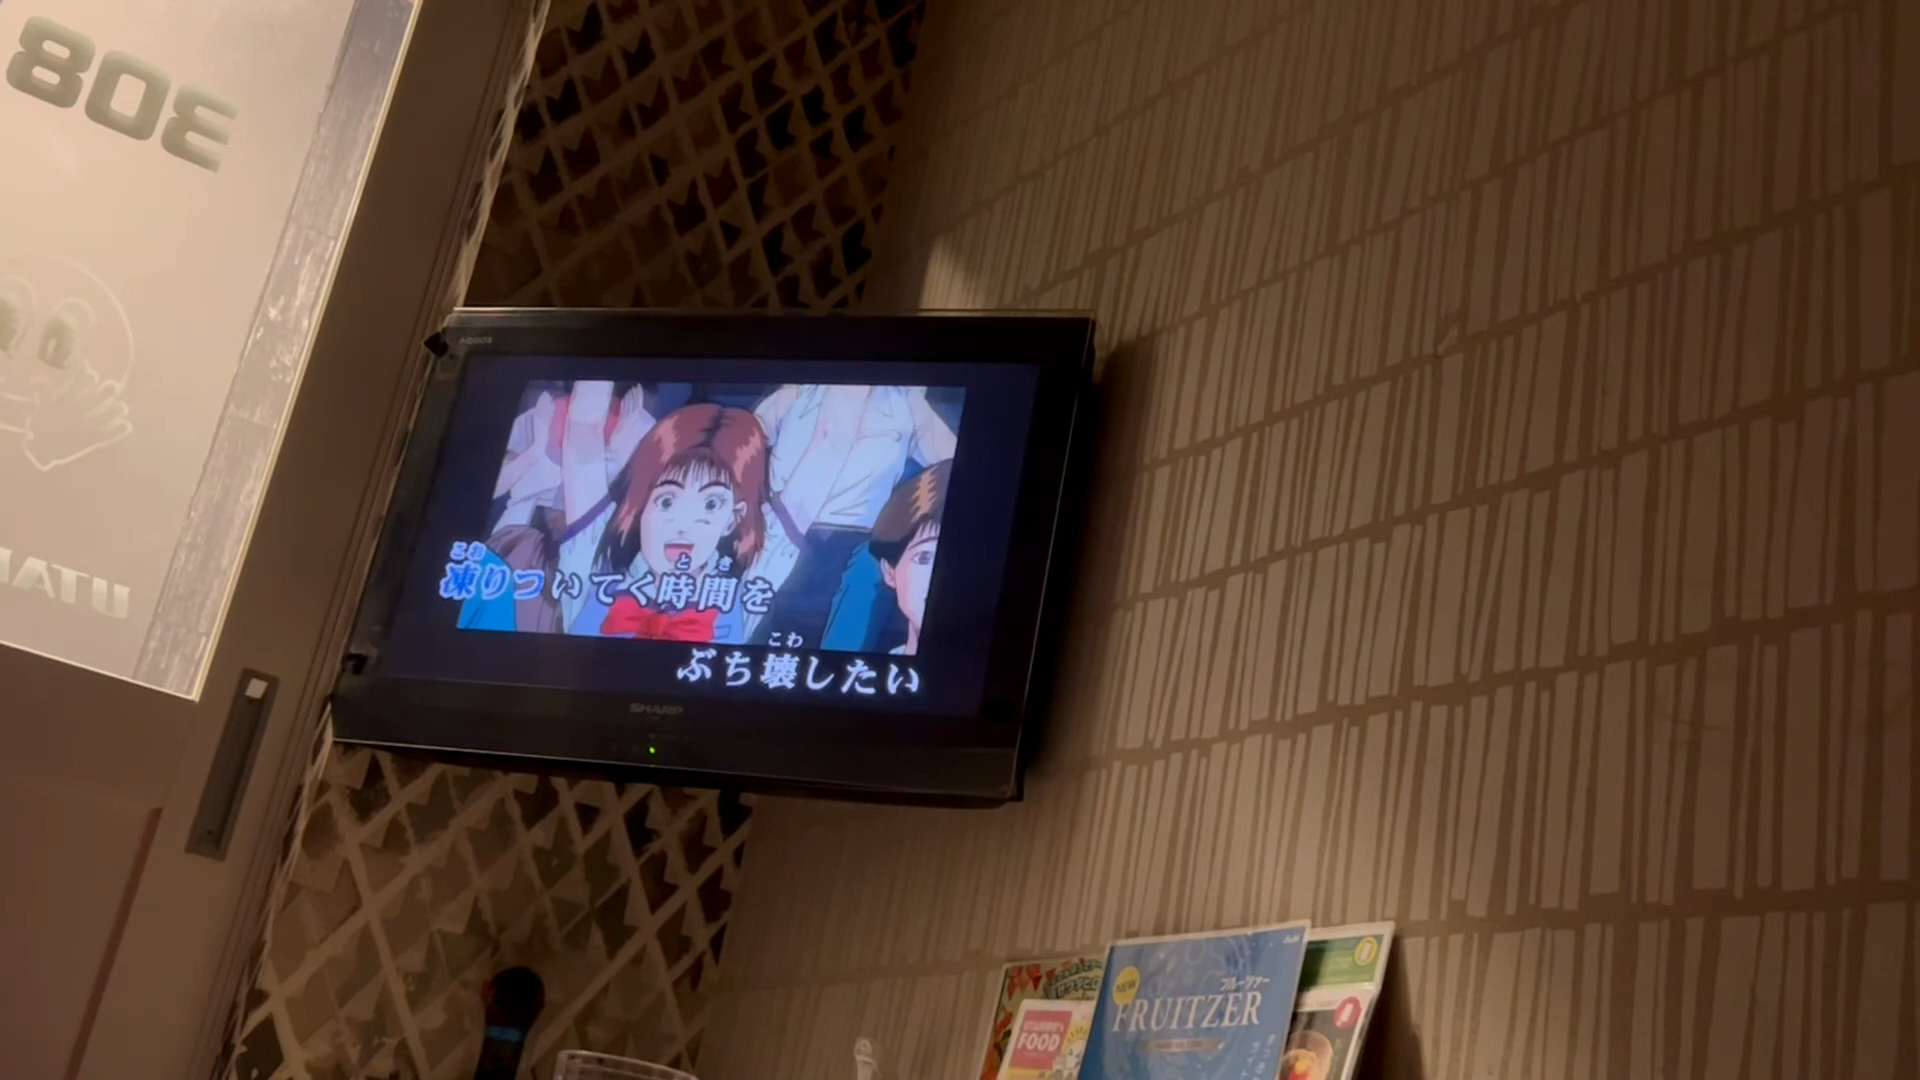 308
AQUOS
こお
凍りついてく時間を
とき
こわ
ぶち壊したい
SHARP
NEW
フルーツァー
FRUITZER
FOOD